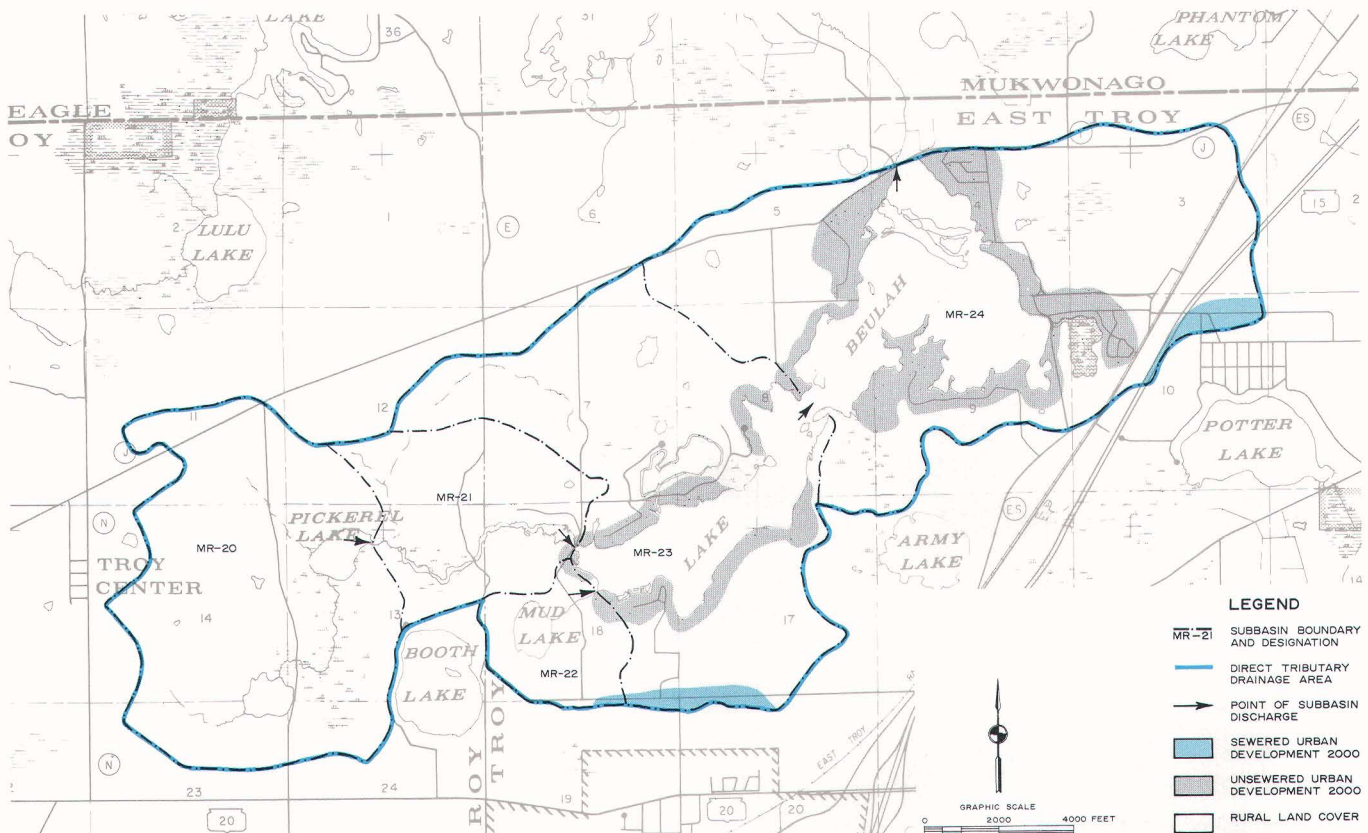 LAKE
36
31
PHANTOM
LAKE
MUKWONAGO
EAGLE
EAST TROY
OY
ES
J
15
2
1
2
3
4
5
6
E
LULU
LAKE
BEULAH
MR-24
7
8
9
10
11
12
J
POTTER
LAKE
MR-21
PICKEREL
LAKE
N
MR-20
MR-23
LAKE
ES
ARMY
LAKE
TROY
CENTER
14
13
MUD
LAKE
18
17
14
BOOTH
LAKE
MR-22
N
TROY
TROY
EAST TROY
23
24
19
20
20
20
LEGEND
MR-21 SUBBASIN BOUNDARY
AND DESIGNATION
DIRECT TRIBUTARY
DRAINAGE AREA
POINT OF SUBBASIN
DISCHARGE
SEWERED URBAN
DEVELOPMENT 2000
UNSEWERED URBAN
DEVELOPMENT 2000
RURAL LAND COVER
GRAPHIC SCALE
0 2000 4000 FEET